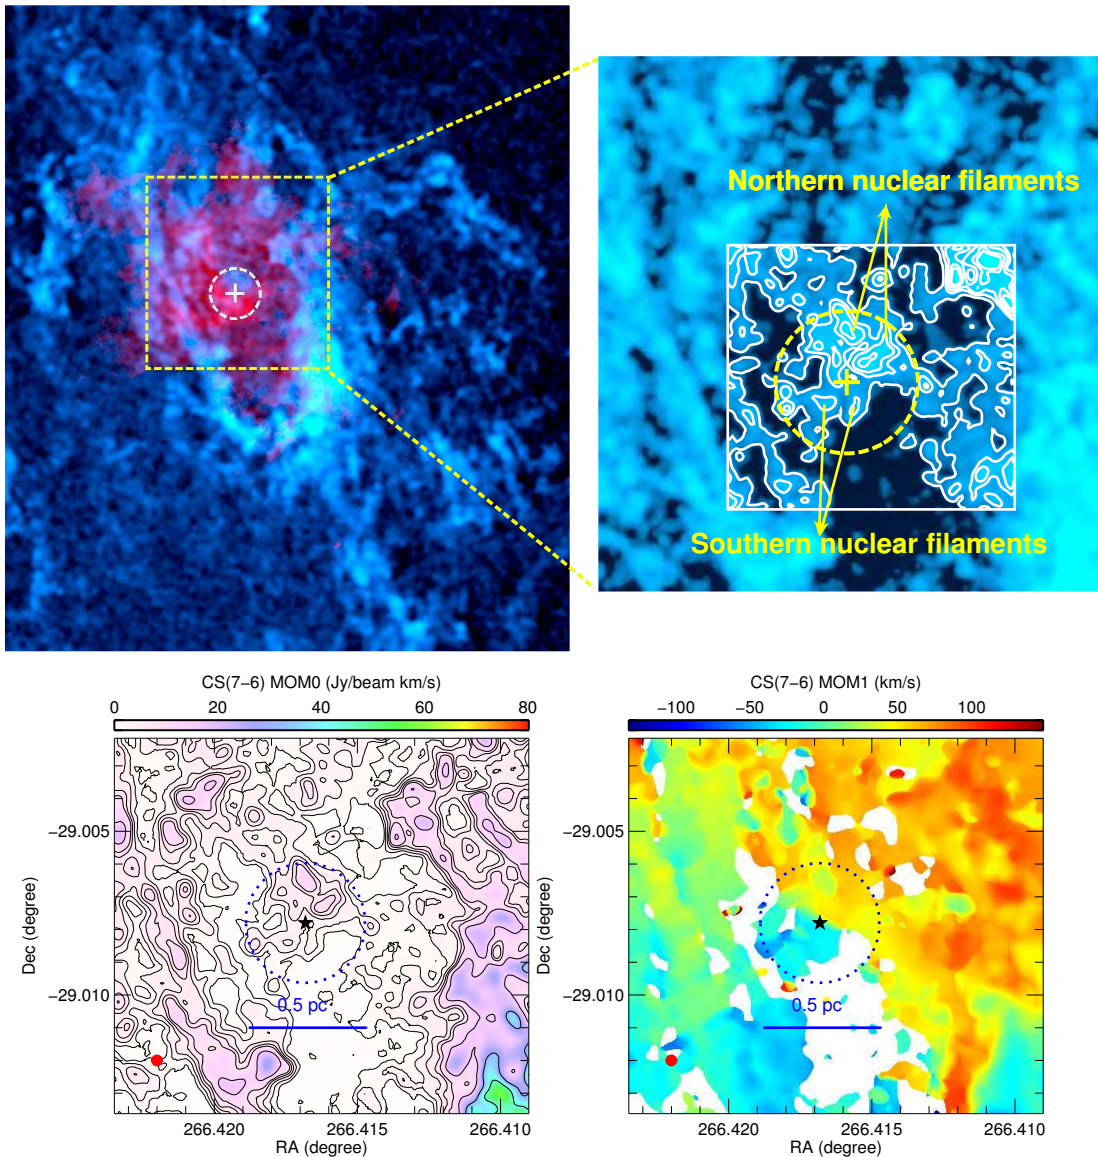 Northern nuclear filaments
Southern nuclear filaments
CS(7−6) MOM0 (Jy/beam km/s)
0 20 40 60 80
−29.005
−29.010
Dec (degree)
0.5 pc
266.420 266.415 266.410
RA (degree)
CS(7−6) MOM1 (km/s)
−100 −50 0 50 100
−29.005
−29.010
Dec (degree)
0.5 pc
266.420 266.415 266.410
RA (degree)